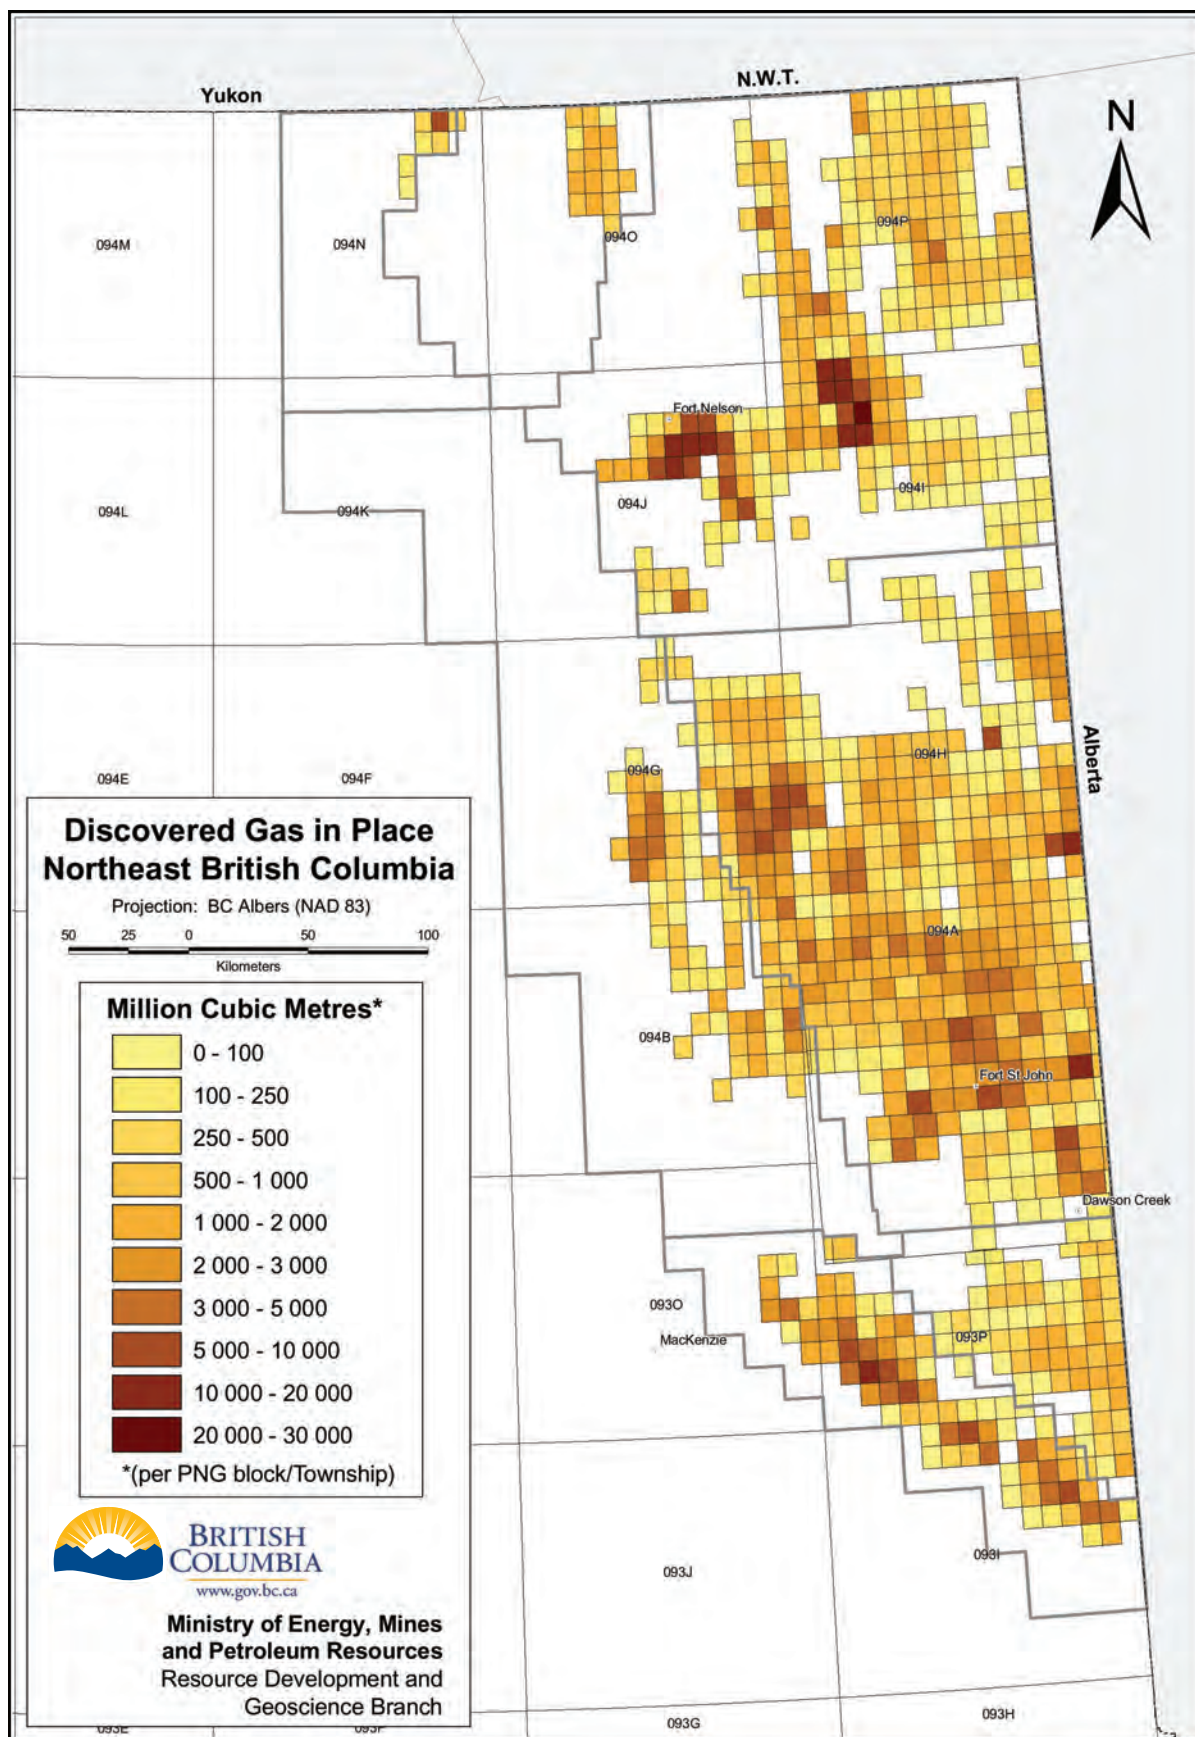 Yukon
N.W.T.
N
094M
094N
094O
094P
Fort Nelson
094L
094K
094J
094I
Alberta
094E
094F
094G
094H
Discovered Gas in Place
Northeast British Columbia
Projection: BC Albers (NAD 83)
50 25 0 50 100
Kilometers
094A
094B
Million Cubic Metres*
0 - 100
100 - 250
250 - 500
500 - 1 000
1 000 - 2 000
2 000 - 3 000
3 000 - 5 000
5 000 - 10 000
10 000 - 20 000
20 000 - 30 000
*(per PNG block/Township)
Fort St John
Dawson Creek
093O
MacKenzie
093P
BRITISH
COLUMBIA
www.gov.bc.ca
093J
093I
Ministry of Energy, Mines
and Petroleum Resources
Resource Development and
Geoscience Branch
093E
093F
093G
093H